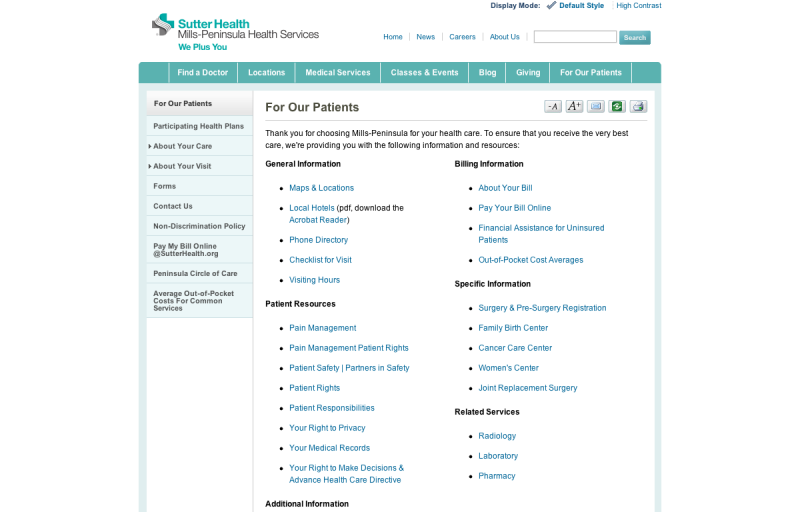 Display Mode: Default Style High Contrast
Sutter Health
Mills-Peninsula Health Services
We Plus You
Home News Careers About Us Search
Find a Doctor Locations Medical Services Classes & Events Blog Giving For Our Patients
For Our Patients
Participating Health Plans
About Your Care
About Your Visit
Forms
Contact Us
Non-Discrimination Policy
Pay My Bill Online
@SutterHealth.org
Peninsula Circle of Care
Average Out-of-Pocket
Costs For Common
Services
For Our Patients
-A A+
Thank you for choosing Mills-Peninsula for your health care. To ensure that you receive the very best
care, we're providing you with the following information and resources:
General Information
Maps & Locations
Local Hotels (pdf, download the
Acrobat Reader)
Phone Directory
Checklist for Visit
Visiting Hours
Patient Resources
Pain Management
Pain Management Patient Rights
Patient Safety | Partners in Safety
Patient Rights
Patient Responsibilities
Your Right to Privacy
Your Medical Records
Your Right to Make Decisions &
Advance Health Care Directive
Additional Information
Billing Information
About Your Bill
Pay Your Bill Online
Financial Assistance for Uninsured
Patients
Out-of-Pocket Cost Averages
Specific Information
Surgery & Pre-Surgery Registration
Family Birth Center
Cancer Care Center
Women's Center
Joint Replacement Surgery
Related Services
Radiology
Laboratory
Pharmacy